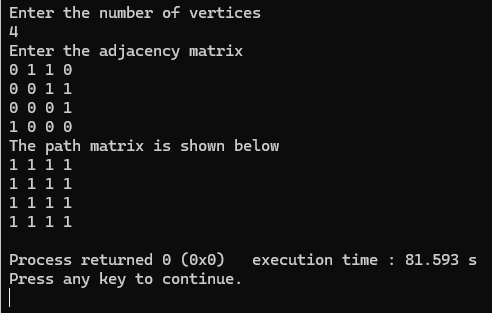 Enter the number of vertices
4
Enter the adjacency matrix
0 1 1 0
0 0 1 1
0 0 0 1
1 0 0 0
The path matrix is shown below
1 1 1 1
1 1 1 1
1 1 1 1
1 1 1 1
Process returned 0 (0x0)   execution time : 81.593 s
Press any key to continue.